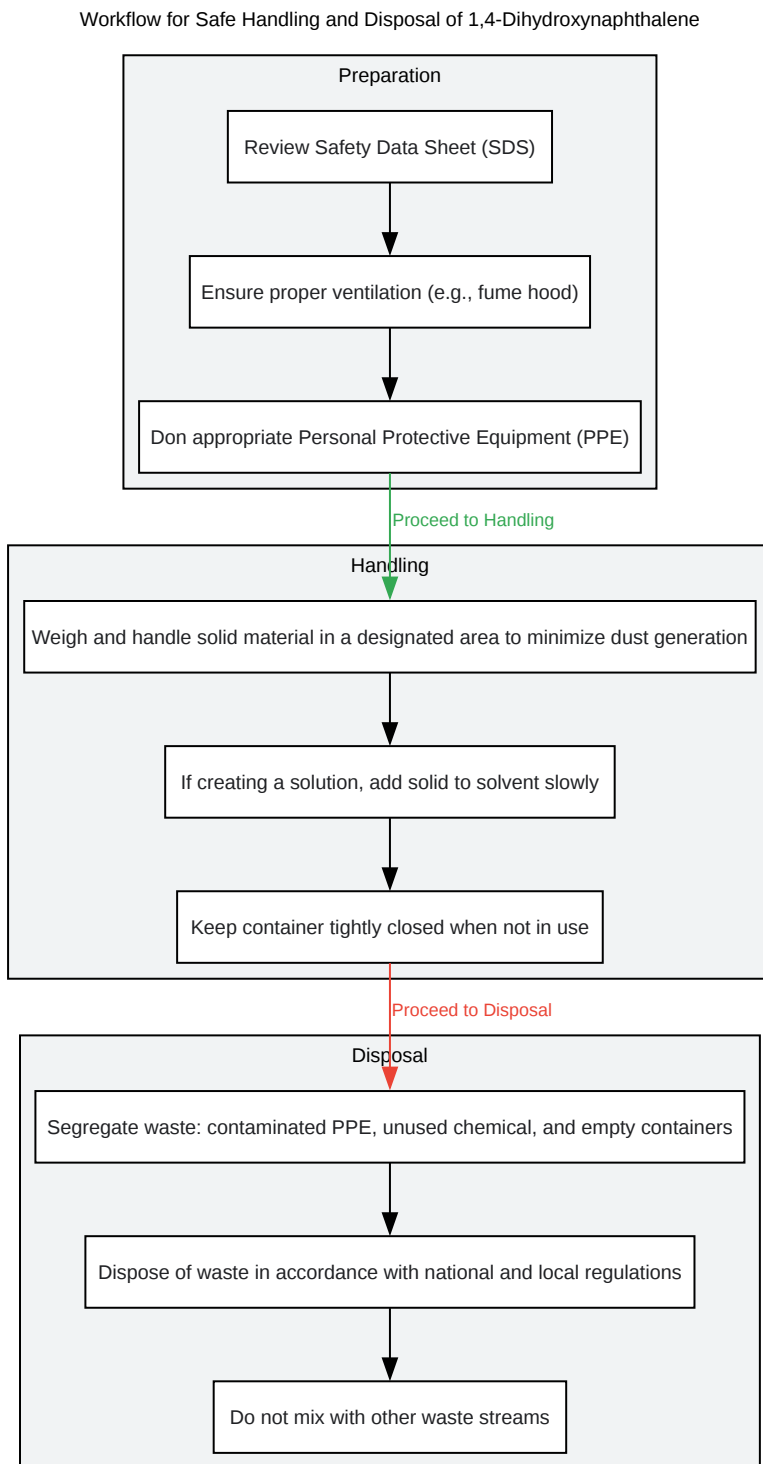 Workflow for Safe Handling and Disposal of 1,4-Dihydroxynaphthalene
Preparation
Review Safety Data Sheet (SDS)
Ensure proper ventilation (e.g., fume hood)
Don appropriate Personal Protective Equipment (PPE)
Proceed to Handling
Handling
Weigh and handle solid material in a designated area to minimize dust generation
If creating a solution, add solid to solvent slowly
Keep container tightly closed when not in use
Proceed to Disposal
Disposal
Segregate waste: contaminated PPE, unused chemical, and empty containers
Dispose of waste in accordance with national and local regulations
Do not mix with other waste streams